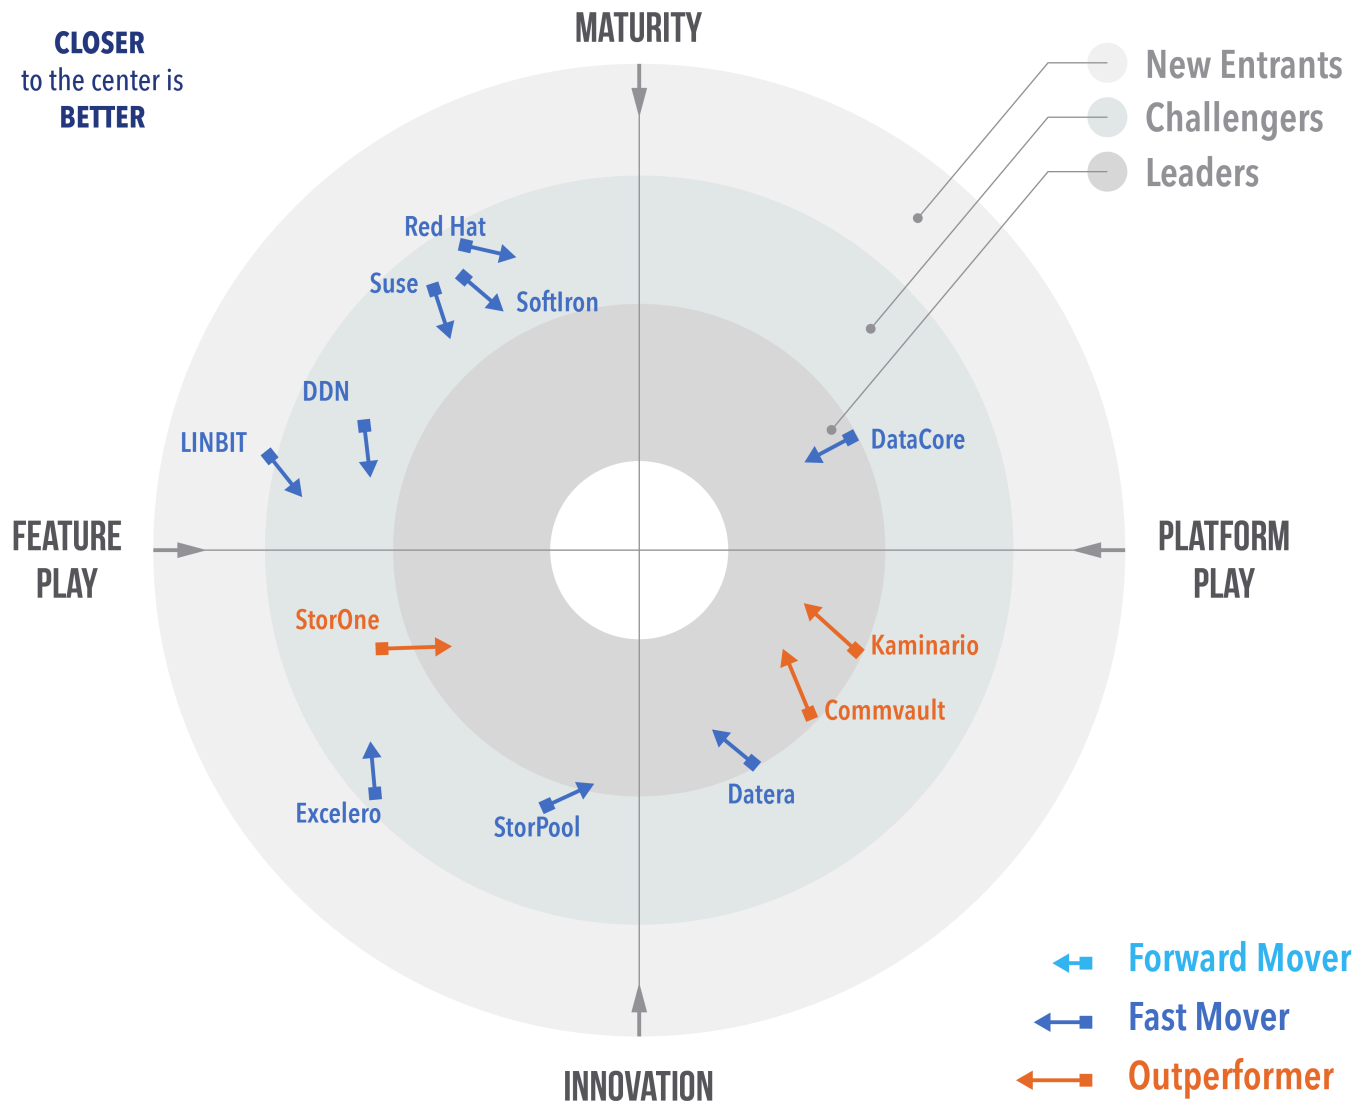 MATURITY
CLOSER
to the center is
BETTER
New Entrants
Challengers
Leaders
Red Hat
Suse
SoftIron
DDN
LINBIT
DataCore
FEATURE
PLAY
PLATFORM
PLAY
StorOne
Kaminario
Commvault
Datera
Excelero
StorPool
Forward Mover
Fast Mover
Outperformer
INNOVATION